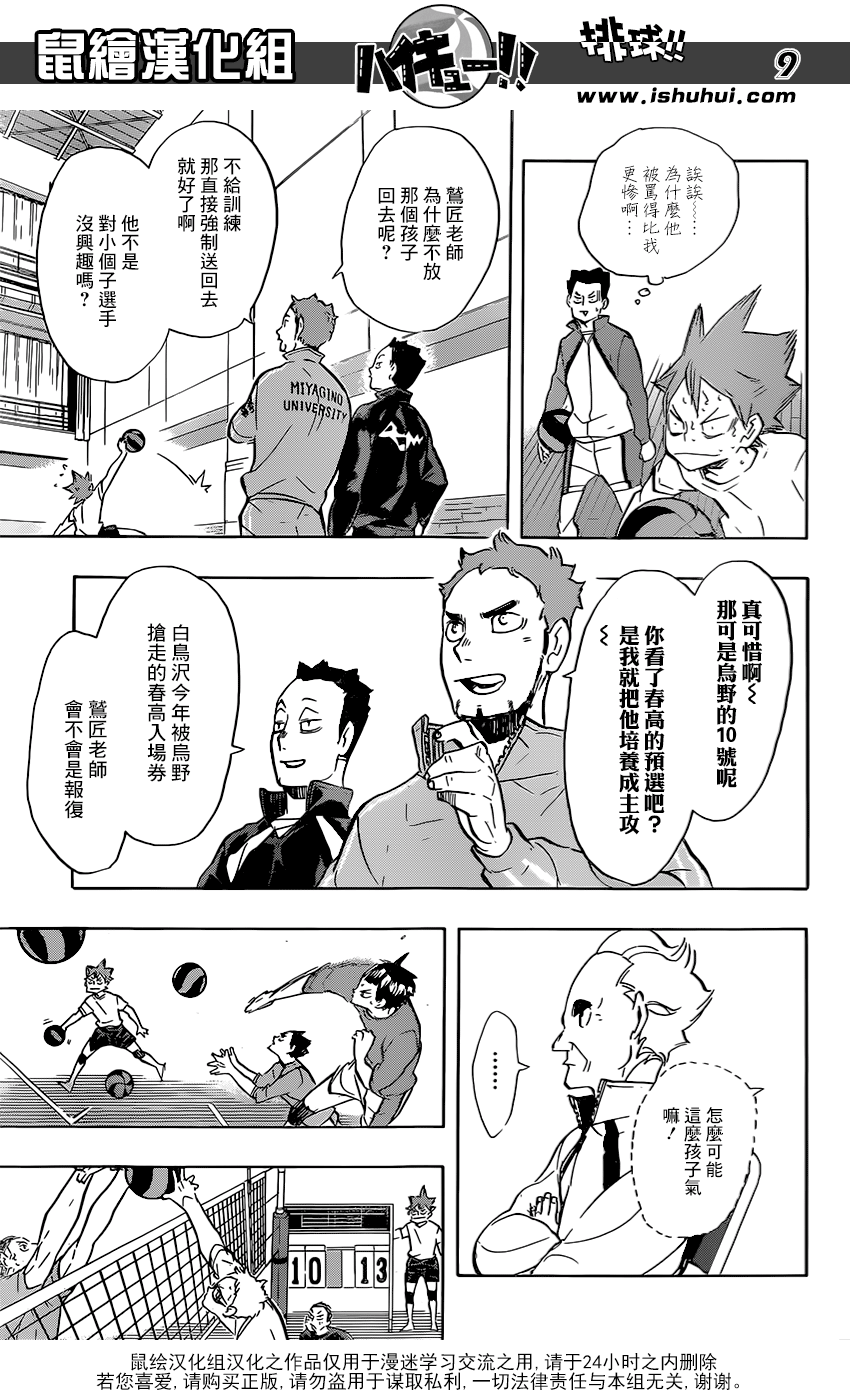 鼠繪漢化組
ハイキュー!!
排球!!
9
www.ishuhui.com
誒誒~……
為什麼他
被罵得比我
更慘啊…
鷲匠老師
為什麼不放
那個孩子
回去呢？
不給訓練
那直接強制送回去
就好了啊
他不是
對小個子選手
沒興趣嗎？
MIYAGINO
UNIVERSITY
真可惜啊~
那可是烏野的10號呢
你看了春高的預選吧？
是我就把他培養成主攻
~
白鳥沢今年被烏野
搶走的春高入場券
鷲匠老師
會不會是報復
怎麼可能
這麼孩子氣
嘛！
……
10 13
鼠绘汉化组汉化之作品仅用于漫迷学习交流之用, 请于24小时之内删除
若您喜爱, 请购买正版, 请勿盗用于谋取私利, 一切法律责任与本组无关, 谢谢。